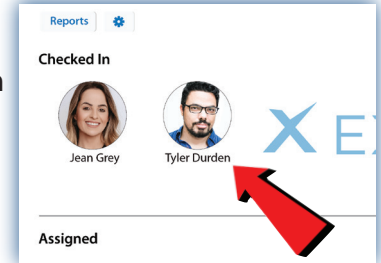 Reports
Checked In
Jean Grey Tyler Durden
X E
Assigned